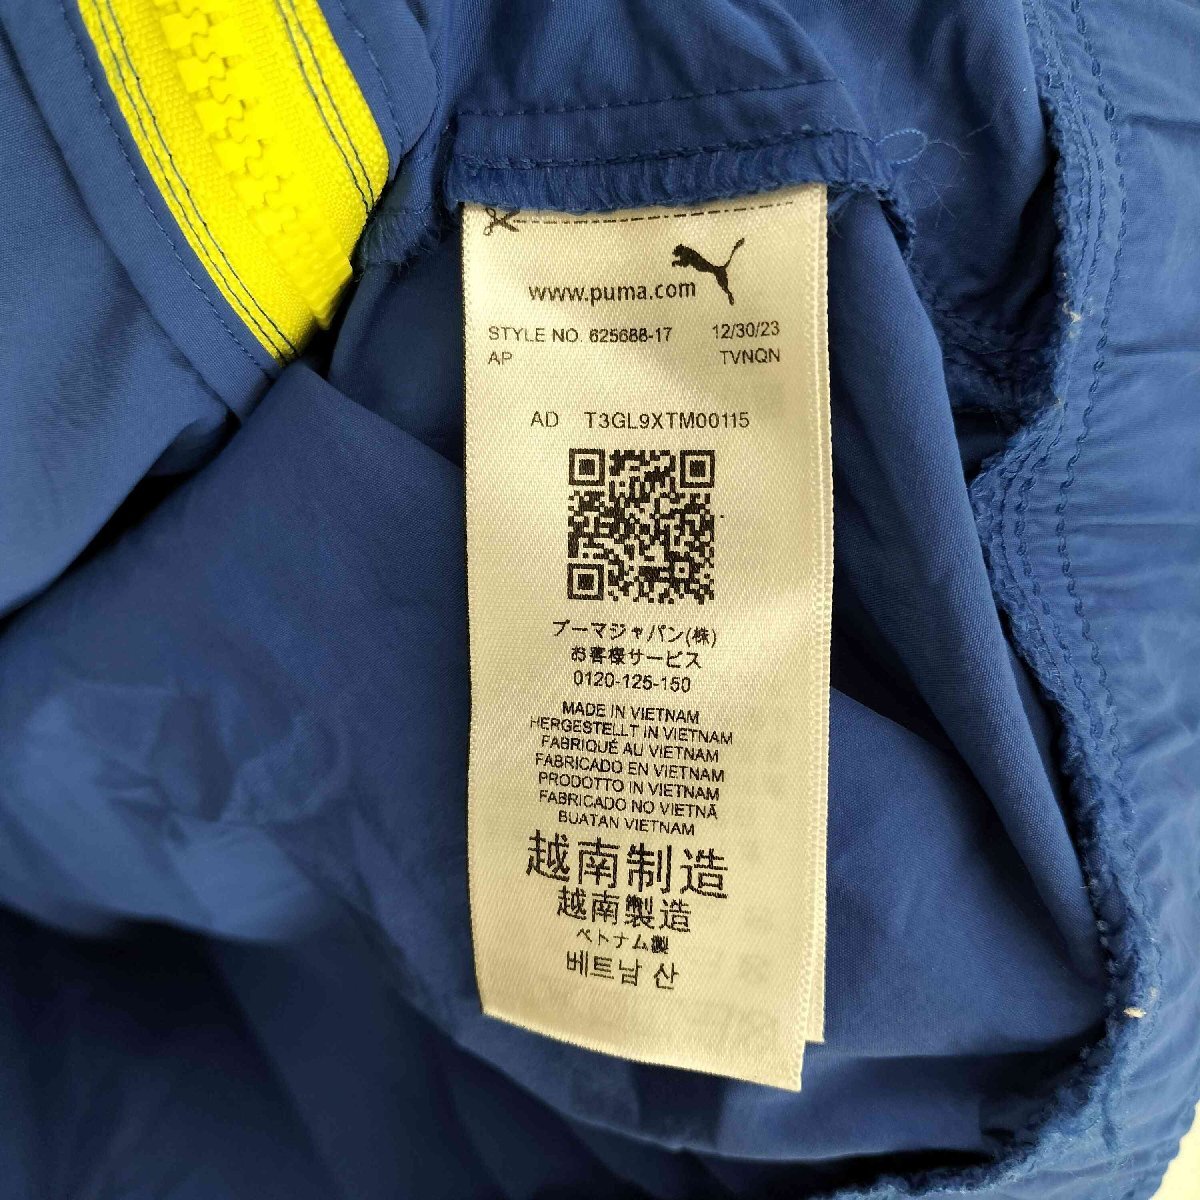 www.puma.com
STYLE NO. 625688-17 12/30/23
AP TVNQN
AD T3GL9XTM00115
プーマジャパン(株)
お客様サービス
0120-125-150
MADE IN VIETNAM
HERGESTELLT IN VIETNAM
FABRIQUÉ AU VIETNAM
FABRICADO EN VIETNAM
PRODOTTO IN VIETNAM
FABRICADO NO VIETNÃ
BUATAN VIETNAM
越南制造
越南製造
ベトナム製
베트남 산